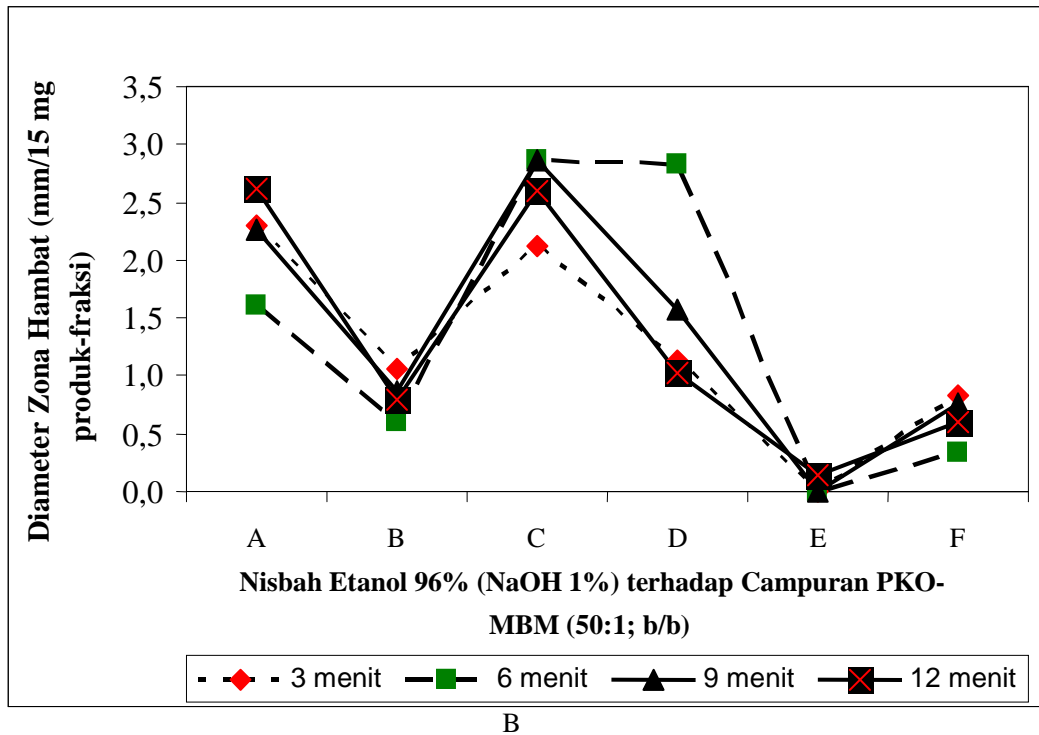 Diameter Zona Hambat (mm/15 mg
produk-fraksi)
3,5
3,0
2,5
2,0
1,5
1,0
0,5
0,0
A B C D E F
Nisbah Etanol 96% (NaOH 1%) terhadap Campuran PKO-
MBM (50:1; b/b)
3 menit 6 menit 9 menit 12 menit
B